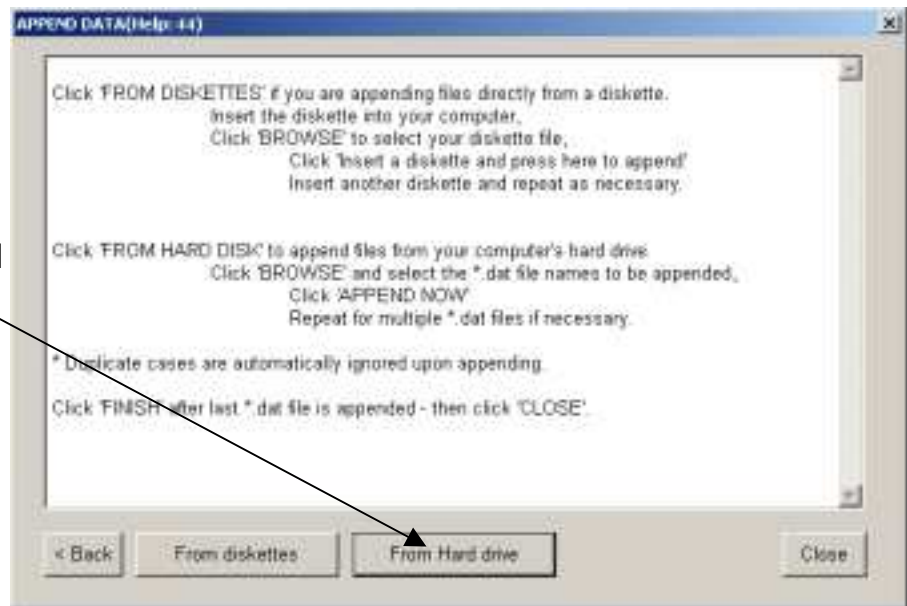 APPEND DATA(Help: 44)
Click 'FROM DISKETTES' if you are appending files directly from a diskette.
Insert the diskette into your computer,
Click 'BROWSE' to select your diskette file,
Click 'Insert a diskette and press here to append'
Insert another diskette and repeat as necessary.
Click 'FROM HARD DISK' to append files from your computer's hard drive
Click 'BROWSE' and select the *.dat file names to be appended,
Click 'APPEND NOW'
Repeat for multiple *.dat files if necessary.
* Duplicate cases are automatically ignored upon appending.
Click 'FINISH' after last *.dat file is appended - then click 'CLOSE'.
< Back From diskettes From Hard drive Close